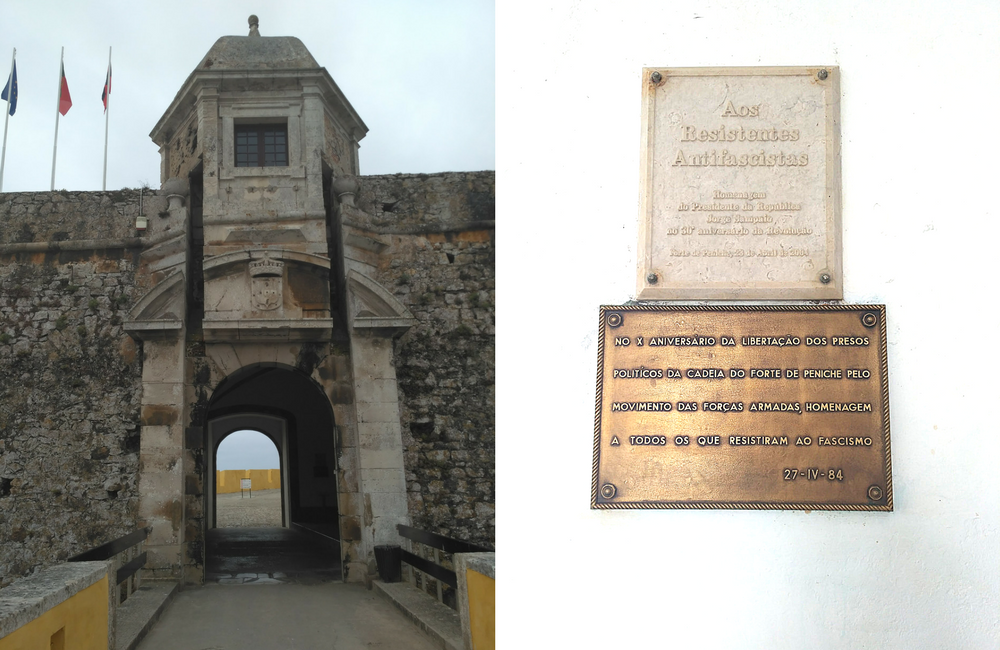 Aos
Resistentes
Antifascistas
Homenagem
do Presidente da República
Jorge Sampaio,
no 30º aniversário da Revolução
Forte de Peniche, 28 de Abril de 2004
NO X ANIVERSÁRIO DA LIBERTAÇÃO DOS PRESOS
POLÍTICOS DA CADEIA DO FORTE DE PENICHE PELO
MOVIMENTO DAS FORÇAS ARMADAS, HOMENAGEM
A TODOS OS QUE RESISTIRAM AO FASCISMO
27-IV-84